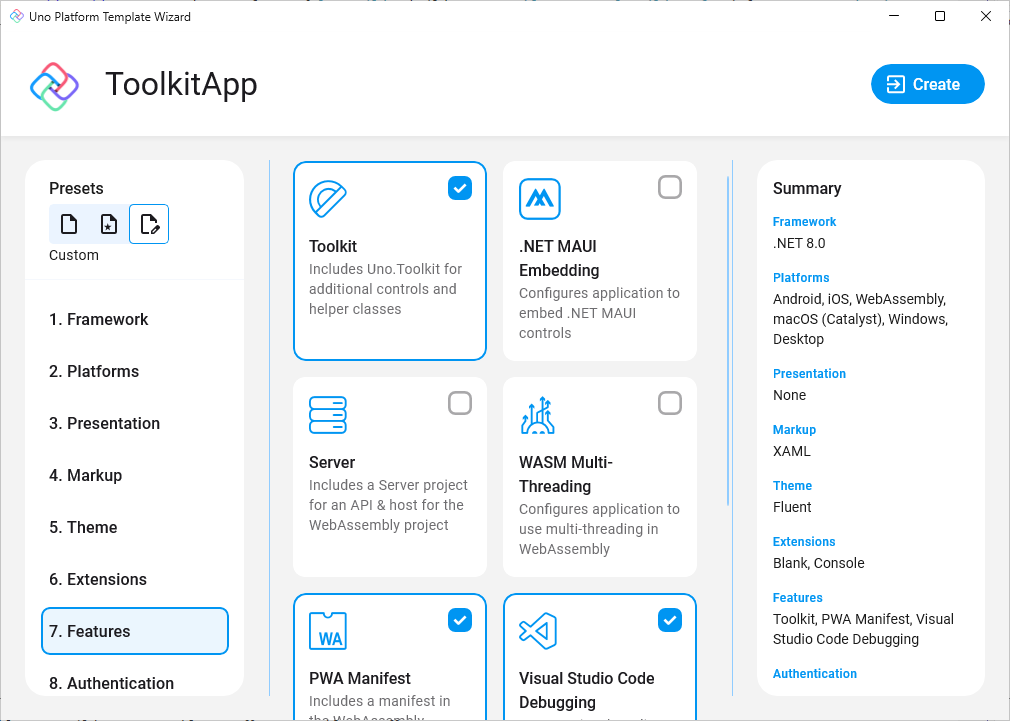 Uno Platform Template Wizard
ToolkitApp
Create
Presets
Custom
1. Framework
2. Platforms
3. Presentation
4. Markup
5. Theme
6. Extensions
7. Features
8. Authentication
Toolkit
Includes Uno.Toolkit for
additional controls and
helper classes
.NET MAUI
Embedding
Configures application to
embed .NET MAUI
controls
Server
Includes a Server project
for an API & host for the
WebAssembly project
WASM Multi-
Threading
Configures application to
use multi-threading in
WebAssembly
WA
PWA Manifest
Includes a manifest in
the WebAssembly
Visual Studio Code
Debugging
Summary
Framework
.NET 8.0
Platforms
Android, iOS, WebAssembly,
macOS (Catalyst), Windows,
Desktop
Presentation
None
Markup
XAML
Theme
Fluent
Extensions
Blank, Console
Features
Toolkit, PWA Manifest, Visual
Studio Code Debugging
Authentication